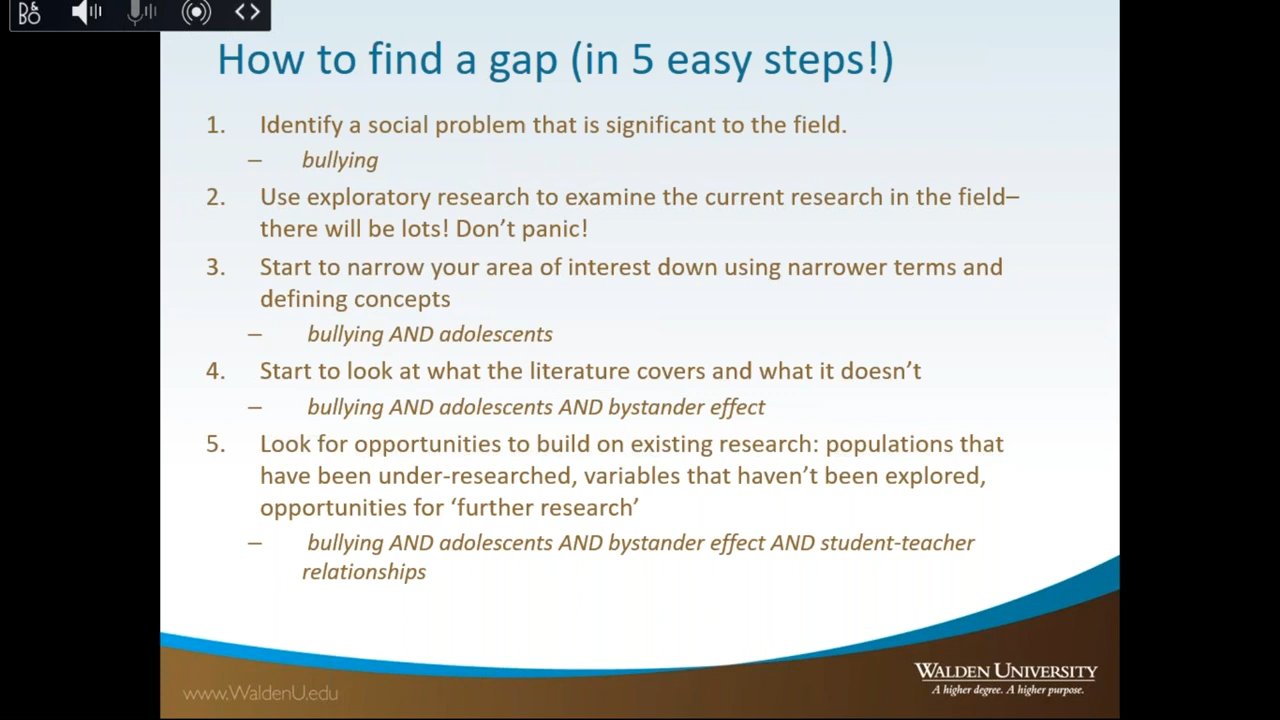 B&O
How to find a gap (in 5 easy steps!)
1. Identify a social problem that is significant to the field.
– bullying
2. Use exploratory research to examine the current research in the field–
there will be lots! Don’t panic!
3. Start to narrow your area of interest down using narrower terms and
defining concepts
– bullying AND adolescents
4. Start to look at what the literature covers and what it doesn’t
– bullying AND adolescents AND bystander effect
5. Look for opportunities to build on existing research: populations that
have been under-researched, variables that haven’t been explored,
opportunities for ‘further research’
– bullying AND adolescents AND bystander effect AND student-teacher
relationships
WALDEN UNIVERSITY
A higher degree. A higher purpose.
www.WaldenU.edu